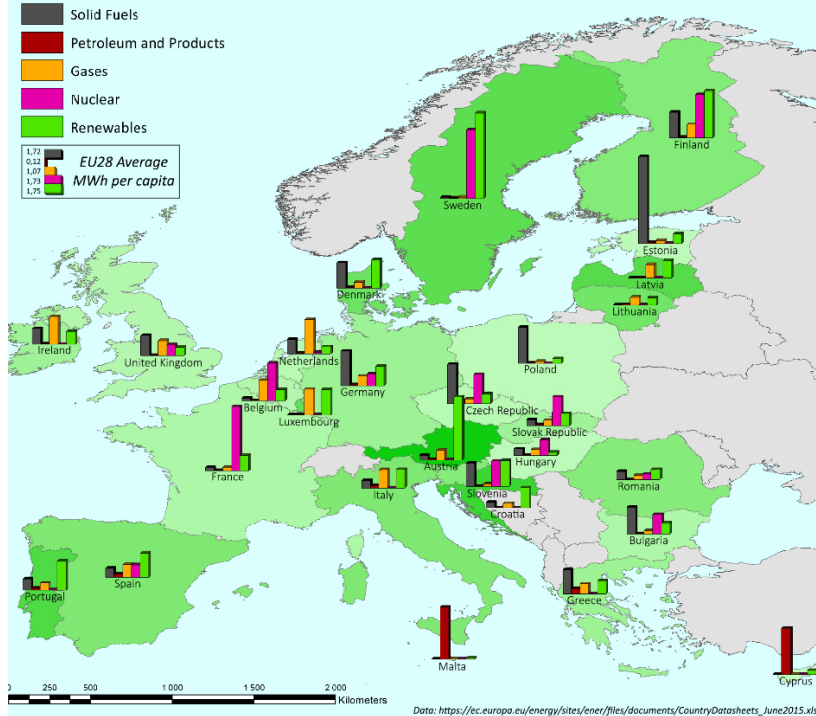 Solid Fuels
Petroleum and Products
Gases
Nuclear
Renewables
1,72
0,12
1,07
1,73
1,75
EU28 Average
MWh per capita
Finland
Sweden
Estonia
Latvia
Denmark
Lithuania
Ireland
United Kingdom
Netherlands
Poland
Germany
Belgium
Czech Republic
Luxembourg
Slovak Republic
Hungary
France
Austria
Italy
Slovenia
Romania
Croatia
Bulgaria
Portugal
Spain
Greece
Malta
Cyprus
0 250 500 1 000 1 500 2 000
Kilometers
Data: https://ec.europa.eu/energy/sites/ener/files/documents/CountryDatasheets_June2015.xls